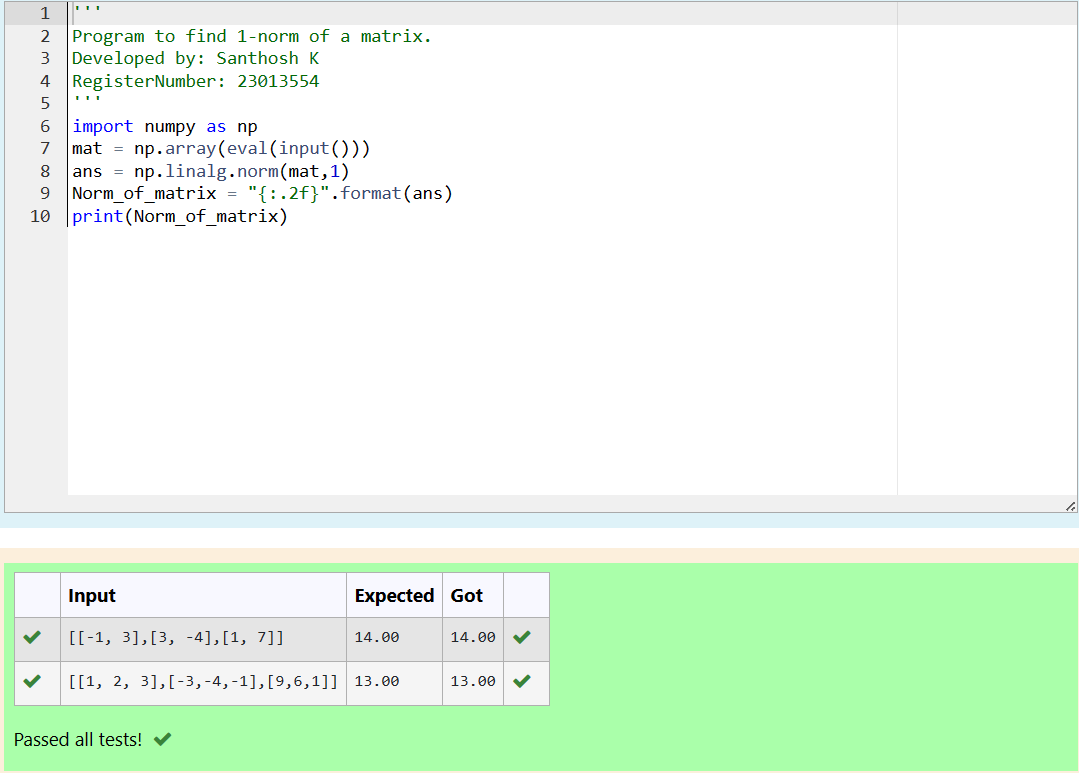 1 '''
2 Program to find 1-norm of a matrix.
3 Developed by: Santhosh K
4 RegisterNumber: 23013554
5 '''
6 import numpy as np
7 mat = np.array(eval(input()))
8 ans = np.linalg.norm(mat,1)
9 Norm_of_matrix = "{:.2f}".format(ans)
10 print(Norm_of_matrix)
Input Expected Got
[[-1, 3],[3, -4],[1, 7]] 14.00 14.00
[[1, 2, 3],[-3,-4,-1],[9,6,1]] 13.00 13.00
Passed all tests!